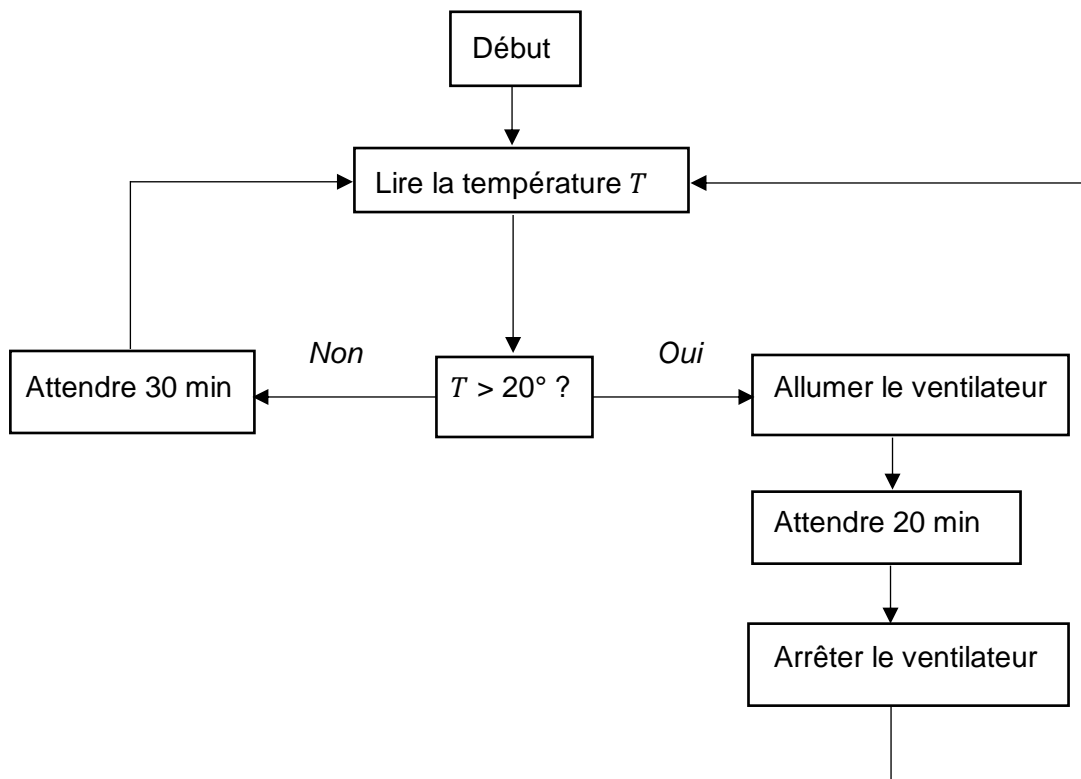 Début
Lire la température T
Non
Oui
Attendre 30 min
T > 20° ?
Allumer le ventilateur
Attendre 20 min
Arrêter le ventilateur